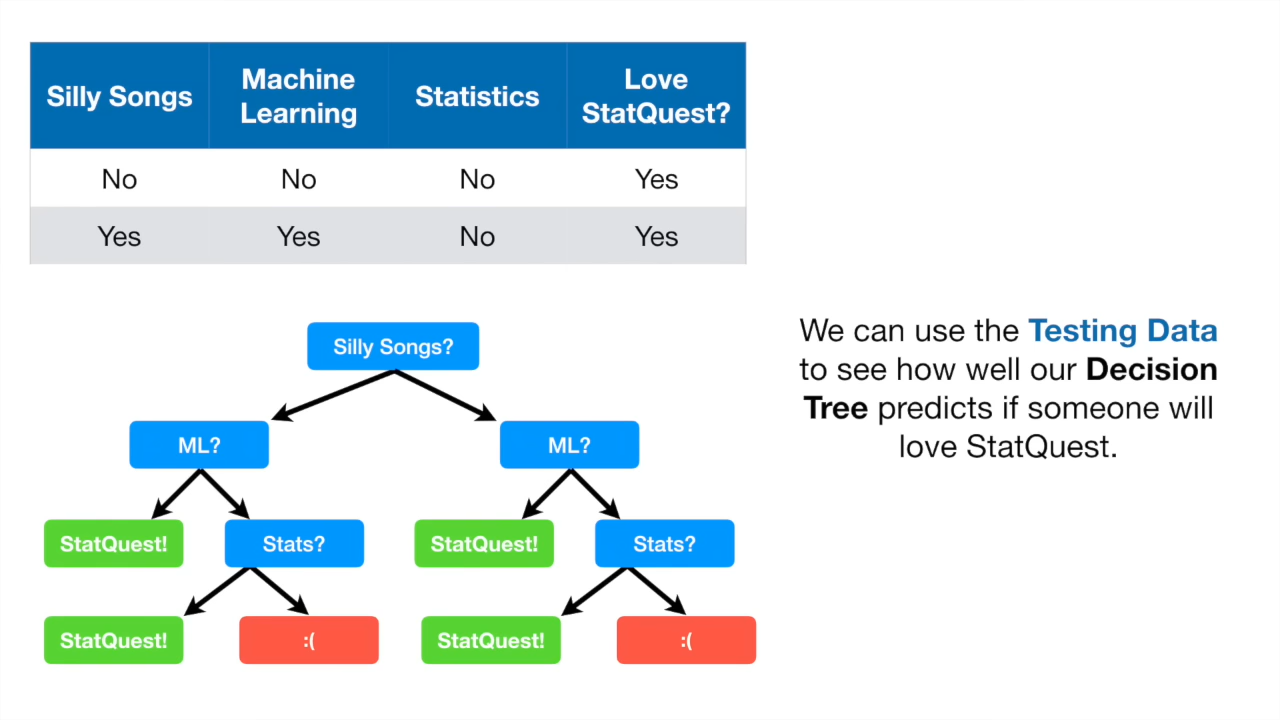 Silly Songs Machine Learning Statistics Love StatQuest?
No No No Yes
Yes Yes No Yes
Silly Songs?
ML? ML?
StatQuest! Stats? StatQuest! Stats?
StatQuest! :( StatQuest! :(
We can use the Testing Data
to see how well our Decision
Tree predicts if someone will
love StatQuest.